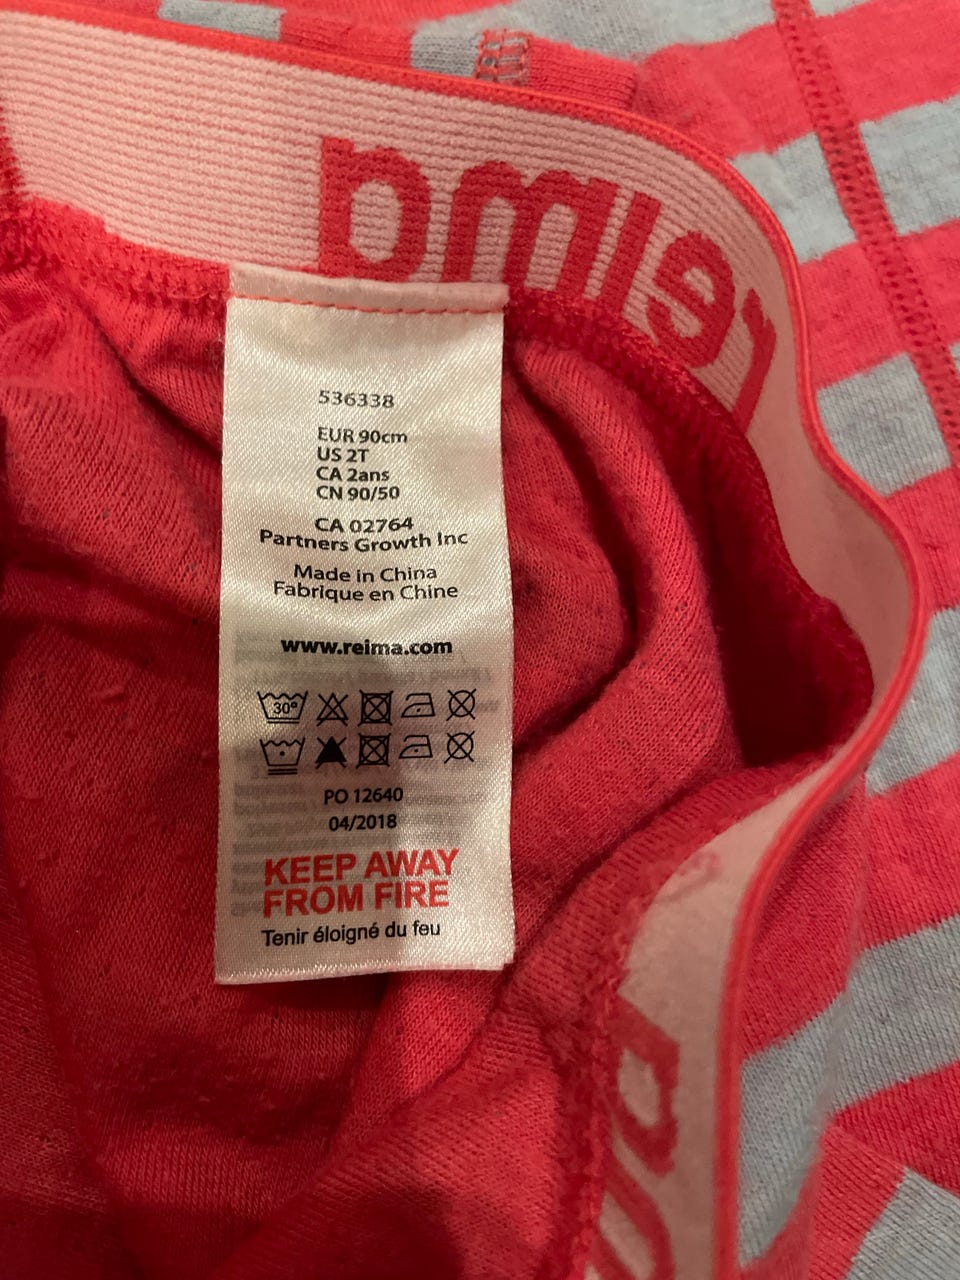 reima
536338
EUR 90cm
US 2T
CA 2ans
CN 90/50
CA 02764
Partners Growth Inc
Made in China
Fabrique en Chine
www.reima.com
30°
PO 12640
04/2018
KEEP AWAY
FROM FIRE
Tenir éloigné du feu